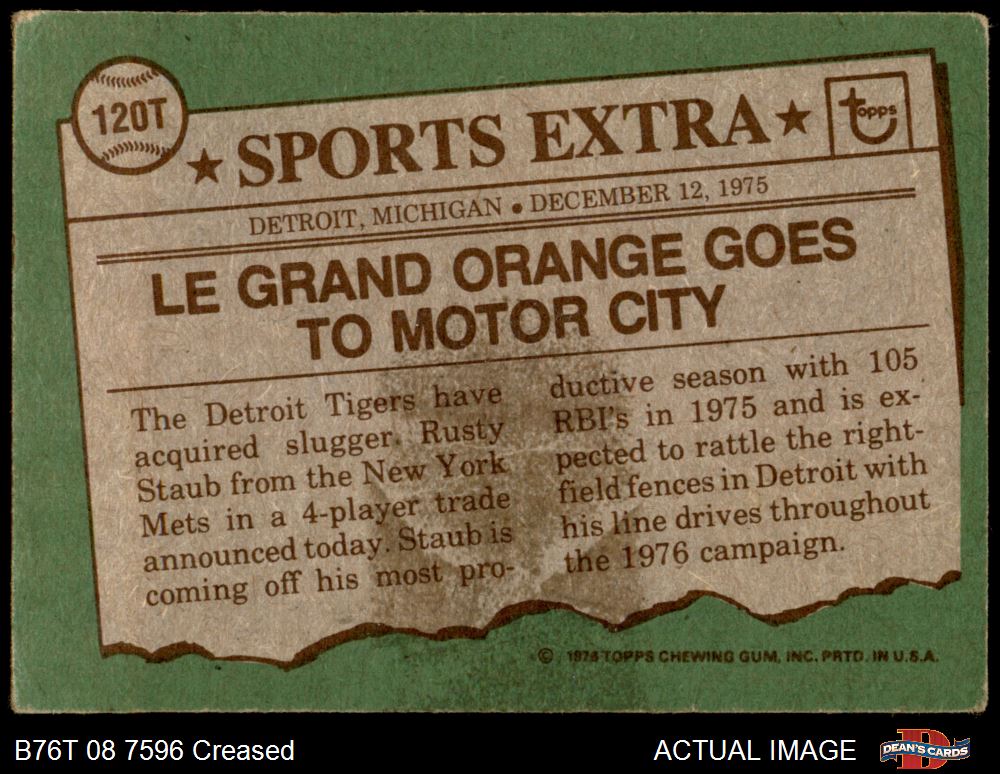 120T
★ SPORTS EXTRA ★
topps
DETROIT, MICHIGAN • DECEMBER 12, 1975
LE GRAND ORANGE GOES
TO MOTOR CITY
The Detroit Tigers have
acquired slugger Rusty
Staub from the New York
Mets in a 4-player trade
announced today. Staub is
coming off his most pro-
ductive season with 105
RBI's in 1975 and is ex-
pected to rattle the right-
field fences in Detroit with
his line drives throughout
the 1976 campaign.
© 1976 TOPPS CHEWING GUM, INC. PRTD. IN U.S.A.
B76T 08 7596 Creased
ACTUAL IMAGE
DEAN'S CARDS